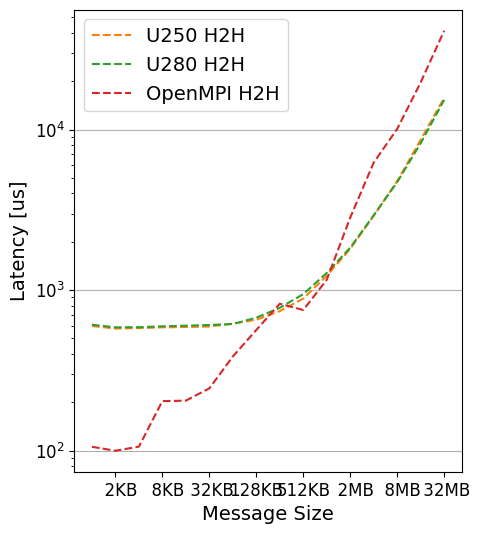 U250 H2H
U280 H2H
OpenMPI H2H
10^4
10^3
10^2
Latency [us]
2KB 8KB 32KB 128KB 512KB 2MB 8MB 32MB
Message Size